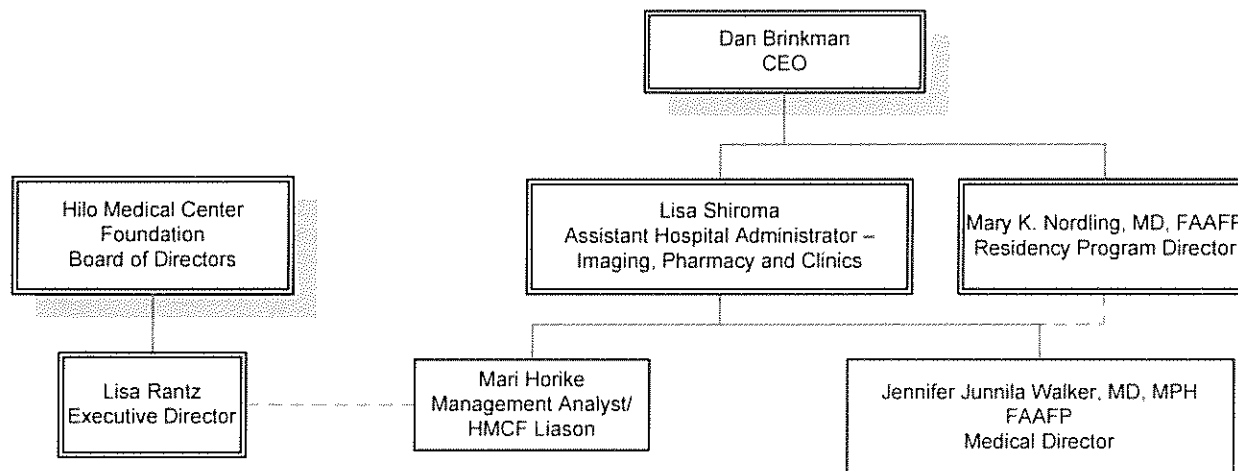 Dan Brinkman
CEO
Hilo Medical Center
Foundation
Board of Directors
Lisa Shiroma
Assistant Hospital Administrator –
Imaging, Pharmacy and Clinics
Mary K. Nordling, MD, FAAFP
Residency Program Director
Lisa Rantz
Executive Director
Mari Horike
Management Analyst/
HMCF Liason
Jennifer Junnila Walker, MD, MPH
FAAFP
Medical Director